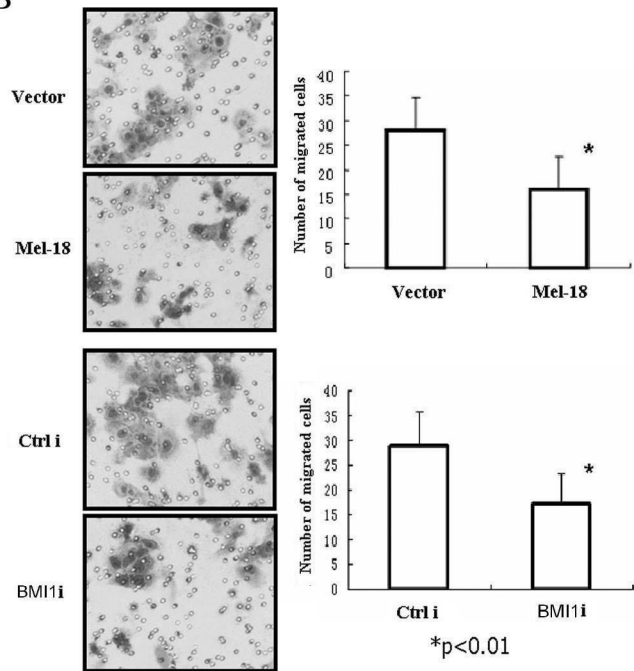 B
Vector
Mel-18
Ctrl i
BMI1i
Number of migrated cells
40
35
30
25
20
15
10
5
0
*
Vector
Mel-18
Number of migrated cells
40
35
30
25
20
15
10
5
0
*
Ctrl i
BMI1i
*p<0.01